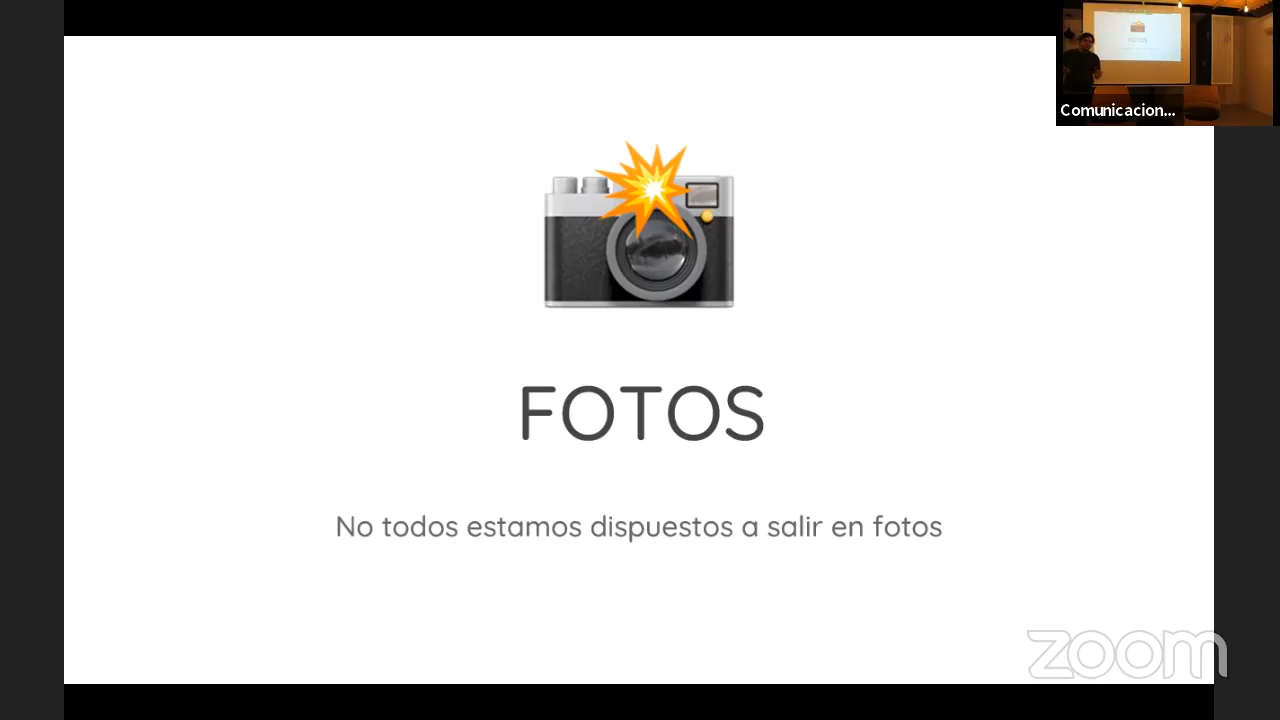 Comunicacion...
FOTOS
No todos estamos dispuestos a salir en fotos
zoom